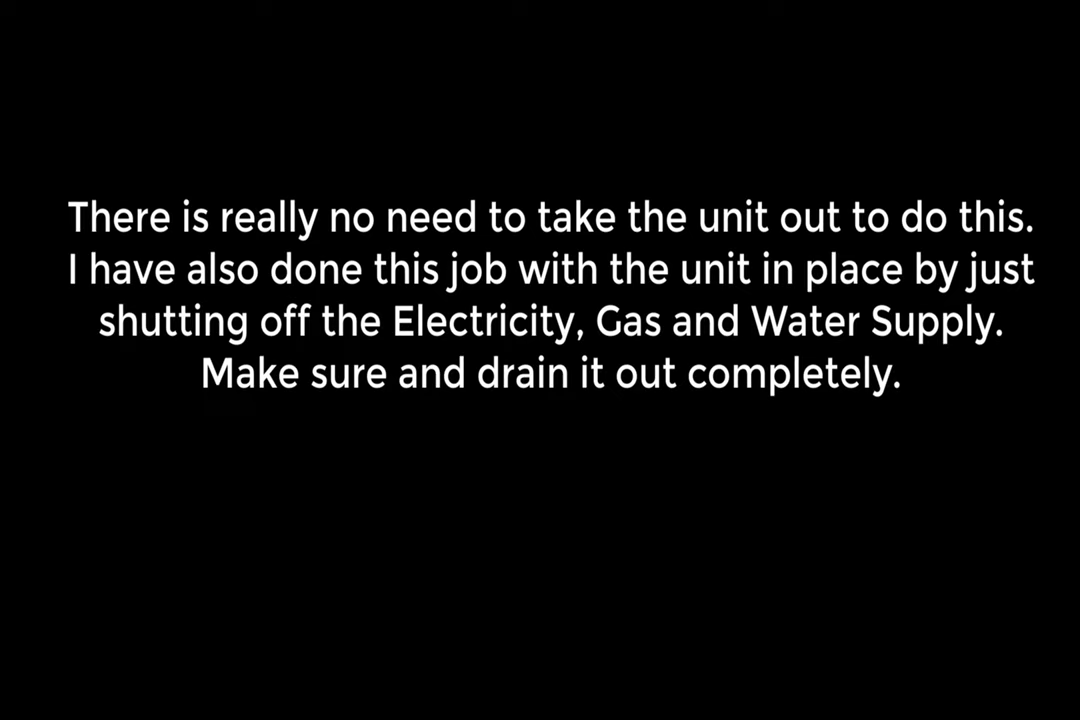 There is really no need to take the unit out to do this.
I have also done this job with the unit in place by just
shutting off the Electricity, Gas and Water Supply.
Make sure and drain it out completely.